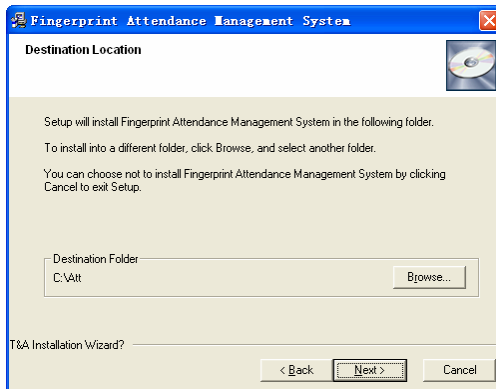 Fingerprint Attendance Management System
Destination Location
Setup will install Fingerprint Attendance Management System in the following folder.
To install into a different folder, click Browse, and select another folder.
You can choose not to install Fingerprint Attendance Management System by clicking
Cancel to exit Setup.
Destination Folder
C:\Att
Browse...
T&A Installation Wizard?
< Back
Next >
Cancel